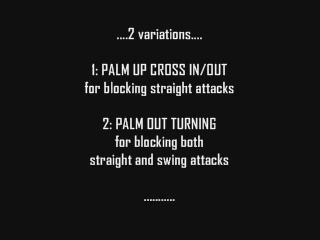 ....2 variations....
1: PALM UP CROSS IN/OUT
for blocking straight attacks
2: PALM OUT TURNING
for blocking both
straight and swing attacks
...........